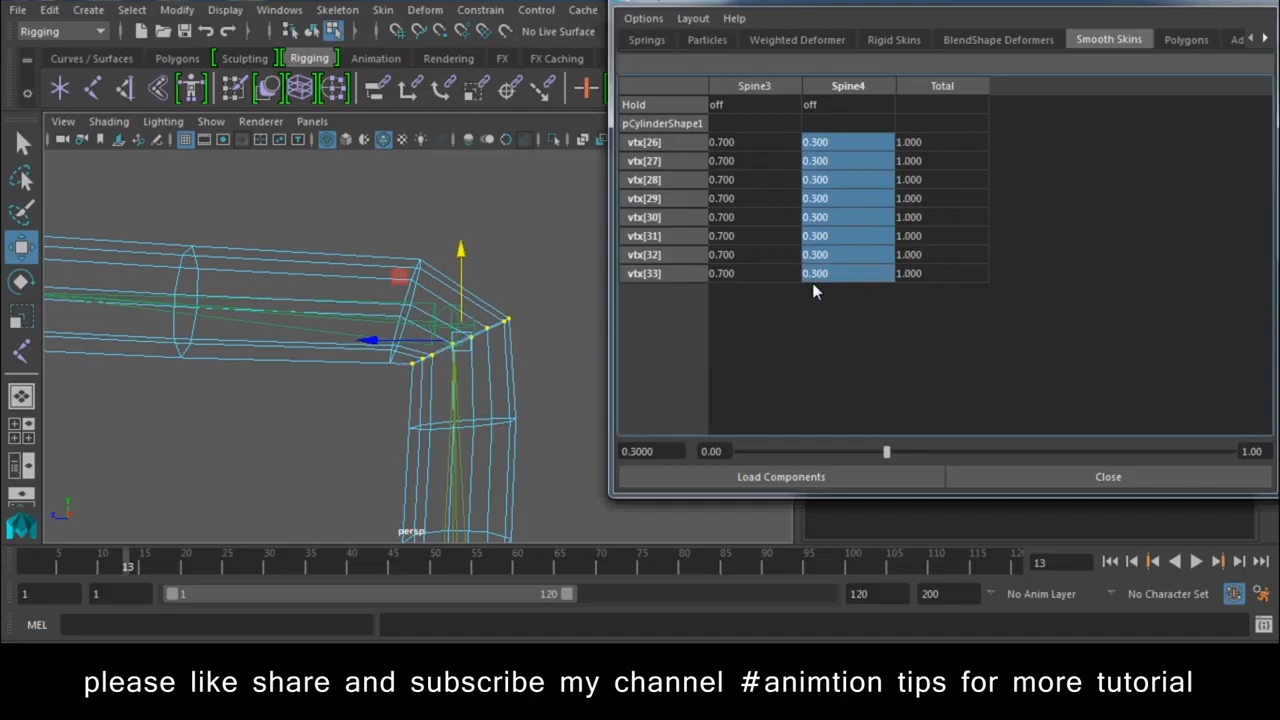 File Edit Create Select Modify Display Windows Skeleton Skin Deform Constrain Control Cache
Rigging
No Live Surface
Curves / Surfaces Polygons Sculpting Rigging Animation Rendering FX FX Caching
View Shading Lighting Show Renderer Panels
persp
y
z
Options Layout Help
Springs Particles Weighted Deformer Rigid Skins BlendShape Deformers Smooth Skins Polygons Ad
Spine3 Spine4 Total
Hold off off
pCylinderShape1
vtx[26] 0.700 0.300 1.000
vtx[27] 0.700 0.300 1.000
vtx[28] 0.700 0.300 1.000
vtx[29] 0.700 0.300 1.000
vtx[30] 0.700 0.300 1.000
vtx[31] 0.700 0.300 1.000
vtx[32] 0.700 0.300 1.000
vtx[33] 0.700 0.300 1.000
0.3000 0.00 1.00
Load Components Close
5 10 15 20 25 30 35 40 45 50 55 60 65 70 75 80 85 90 95 100 105 110 115 12
13
13
1 1 1 120 120 200 No Anim Layer No Character Set
MEL
please like share and subscribe my channel #animtion tips for more tutorial